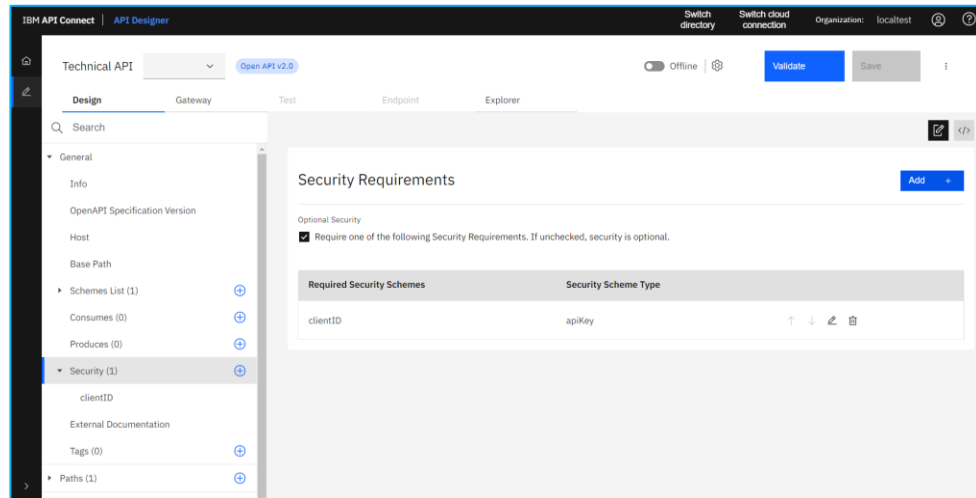 IBM API Connect | API Designer
Switch directory
Switch cloud connection
Organization: localtest
Technical API
Open API v2.0
Offline
Validate
Save
Design Gateway Test Endpoint Explorer
Search
</>
General
Info
OpenAPI Specification Version
Host
Base Path
Schemes List (1)
Consumes (0)
Produces (0)
Security (1)
clientID
External Documentation
Tags (0)
Paths (1)
Security Requirements
Add +
Optional Security
Require one of the following Security Requirements. If unchecked, security is optional.
Required Security Schemes Security Scheme Type
clientID apiKey